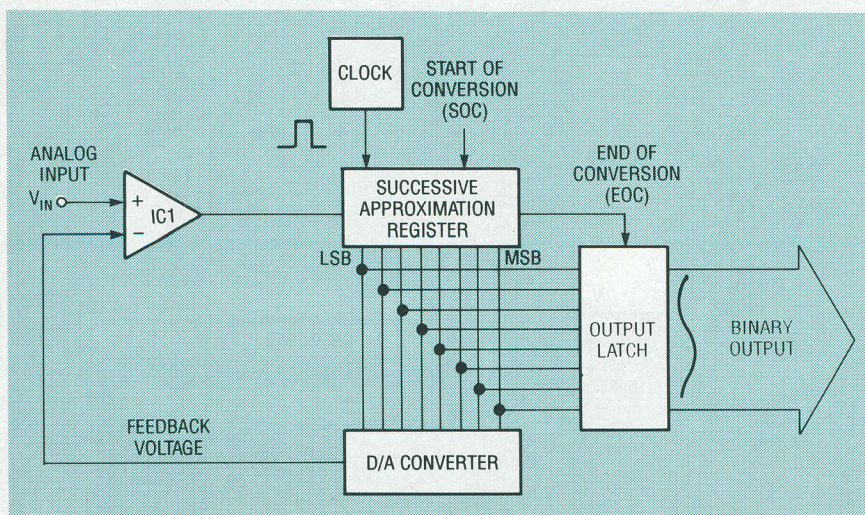 CLOCK
START OF
CONVERSION
(SOC)
ANALOG
INPUT
VIN
+
IC1
−
SUCCESSIVE
APPROXIMATION
REGISTER
END OF
CONVERSION
(EOC)
LSB
MSB
OUTPUT
LATCH
BINARY
OUTPUT
FEEDBACK
VOLTAGE
D/A CONVERTER